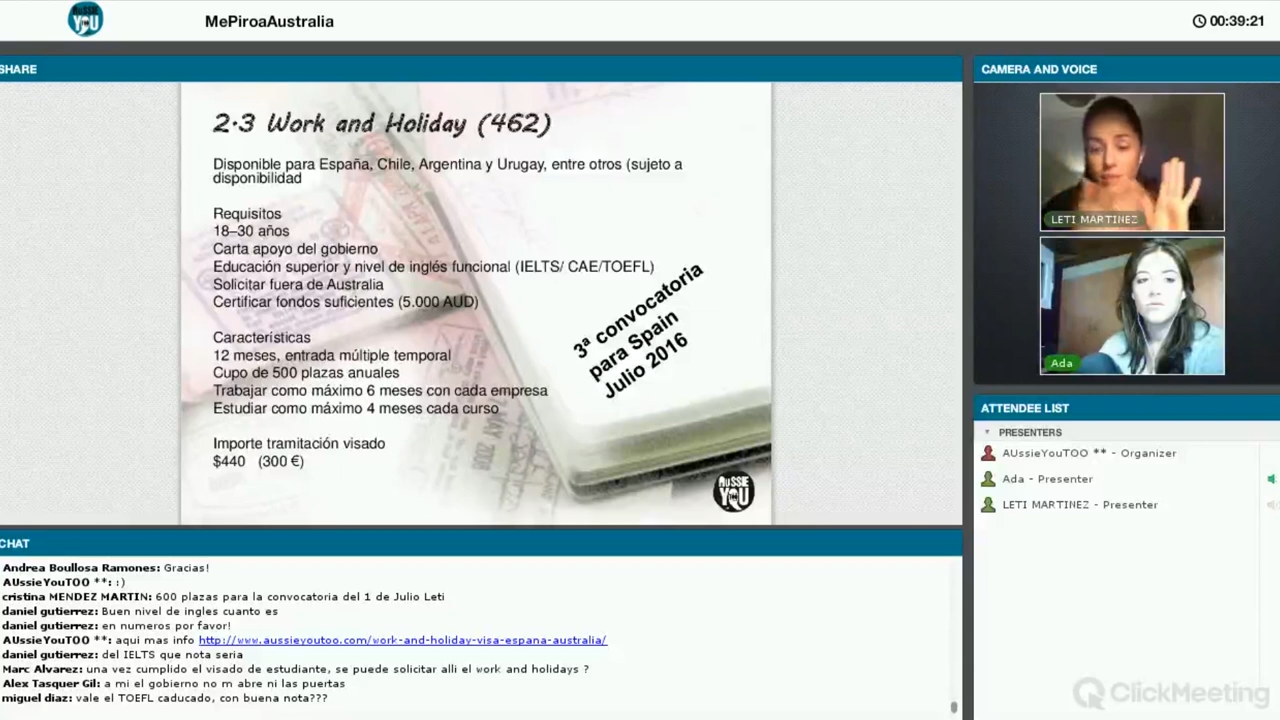 AUSSIE
YOU
TOO
MePiroaAustralia
00:39:21
SHARE
CAMERA AND VOICE
2.3 Work and Holiday (462)
Disponible para España, Chile, Argentina y Urugay, entre otros (sujeto a
disponibilidad
Requisitos
18–30 años
Carta apoyo del gobierno
Educación superior y nivel de inglés funcional (IELTS/ CAE/TOEFL)
Solicitar fuera de Australia
Certificar fondos suficientes (5.000 AUD)
Características
12 meses, entrada múltiple temporal
Cupo de 500 plazas anuales
Trabajar como máximo 6 meses con cada empresa
Estudiar como máximo 4 meses cada curso
Importe tramitación visado
$440 (300 €)
3ª convocatoria
para Spain
Julio 2016
AUSSIE
YOU
LETI MARTINEZ
Ada
ATTENDEE LIST
PRESENTERS
AUssieYouTOO ** - Organizer
Ada - Presenter
LETI MARTINEZ - Presenter
CHAT
Andrea Boullosa Ramones: Gracias!
AUssieYouTOO **: :)
cristina MENDEZ MARTIN: 600 plazas para la convocatoria del 1 de Julio Leti
daniel gutierrez: Buen nivel de ingles cuanto es
daniel gutierrez: en numeros por favor!
AUssieYouTOO **: aqui mas info http://www.aussieyoutoo.com/work-and-holiday-visa-espana-australia/
daniel gutierrez: del IELTS que nota seria
Marc Alvarez: una vez cumplido el visado de estudiante, se puede solicitar alli el work and holidays ?
Alex Tasquer Gil: a mi el gobierno no m abre ni las puertas
miguel diaz: vale el TOEFL caducado, con buena nota???
ClickMeeting